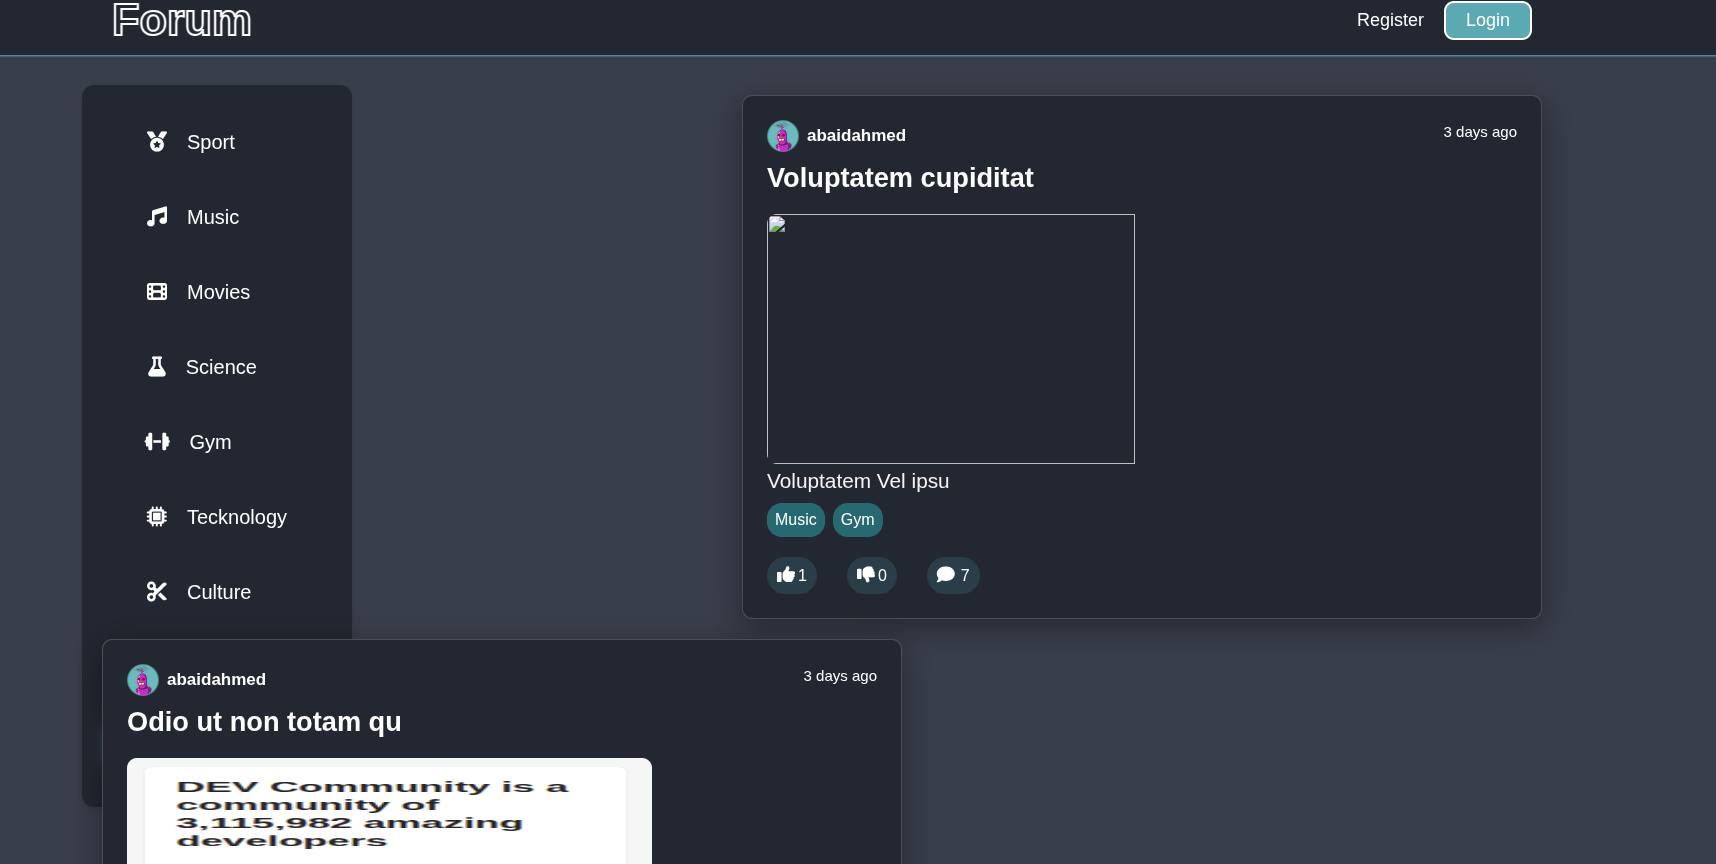 Forum
Register
Login
Sport
Music
Movies
Science
Gym
Tecknology
Culture
abaidahmed
3 days ago
Voluptatem cupiditat
Voluptatem Vel ipsu
Music
Gym
1
0
7
abaidahmed
3 days ago
Odio ut non totam qu
DEV Community is a
community of
3,115,982 amazing
developers